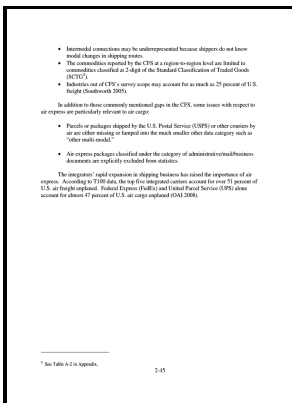 • Intermodal connections may be underrepresented because shippers do not know
modal changes in shipping routes.
• The commodities reported by the CFS at a region-to-region level are limited to
commodities classified at 2-digit of the Standard Classification of Traded Goods
(SCTG⁵).
• Industries out of CFS's survey scope may account for as much as 25 percent of U.S.
freight (Southworth 2005).
In addition to those commonly mentioned gaps in the CFS, some issues with respect to
air express are particularly relevant to air cargo:
• Parcels or packages shipped by the U.S. Postal Service (USPS) or other couriers by
air are either missing or lumped into the much smaller other data category such as
"other multi-modal."
• Air express packages classified under the category of administrative/mail/business
documents are explicitly excluded from statistics.
The integrators' rapid expansion in shipping business has raised the importance of air
express. According to T100 data, the top five integrated carriers account for over 51 percent of
U.S. air freight enplaned. Federal Express (FedEx) and United Parcel Service (UPS) alone
account for almost 47 percent of U.S. air cargo enplaned (OAI 2008).
⁵ See Table A-2 in Appendix.
2-45